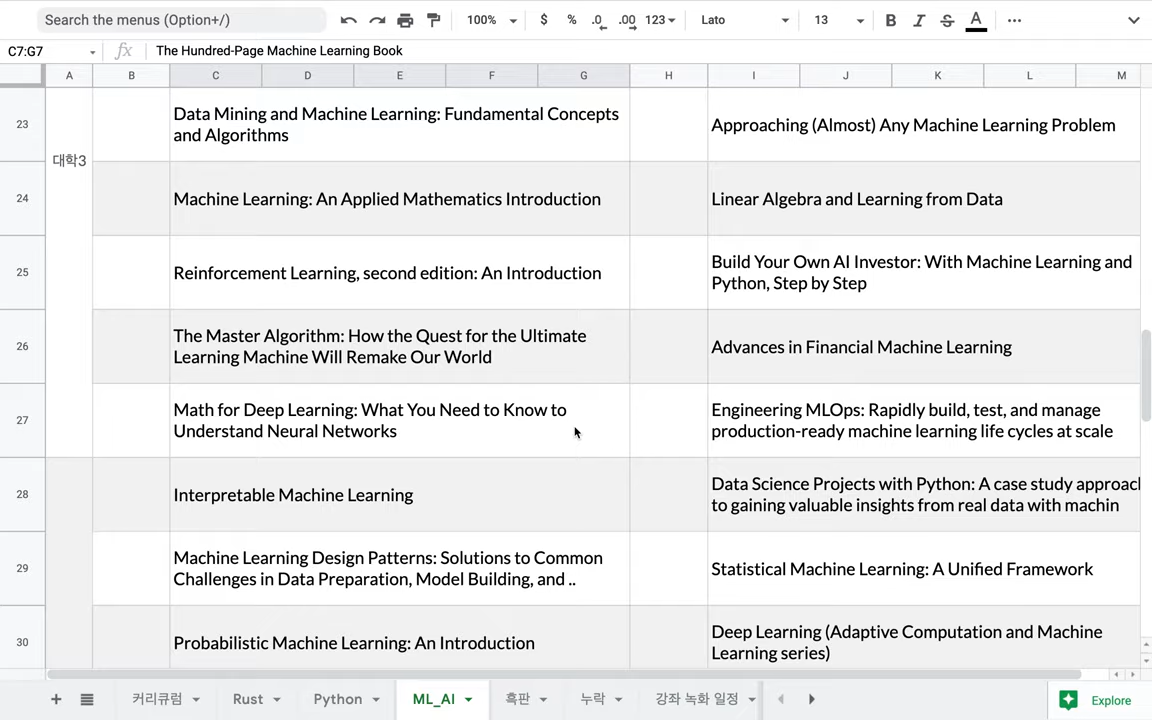 Search the menus (Option+/)
100%
$
%
.0
.00
123
Lato
13
B
I
S
A
C7:G7
fx
The Hundred-Page Machine Learning Book
A
B
C
D
E
F
G
H
I
J
K
L
M
23
대학3
Data Mining and Machine Learning: Fundamental Concepts
and Algorithms
Approaching (Almost) Any Machine Learning Problem
24
Machine Learning: An Applied Mathematics Introduction
Linear Algebra and Learning from Data
25
Reinforcement Learning, second edition: An Introduction
Build Your Own AI Investor: With Machine Learning and
Python, Step by Step
26
The Master Algorithm: How the Quest for the Ultimate
Learning Machine Will Remake Our World
Advances in Financial Machine Learning
27
Math for Deep Learning: What You Need to Know to
Understand Neural Networks
Engineering MLOps: Rapidly build, test, and manage
production-ready machine learning life cycles at scale
28
Interpretable Machine Learning
Data Science Projects with Python: A case study approach
to gaining valuable insights from real data with machin
29
Machine Learning Design Patterns: Solutions to Common
Challenges in Data Preparation, Model Building, and ..
Statistical Machine Learning: A Unified Framework
30
Probabilistic Machine Learning: An Introduction
Deep Learning (Adaptive Computation and Machine
Learning series)
커리큐럼
Rust
Python
ML_AI
흑판
누락
강좌 녹화 일정
Explore